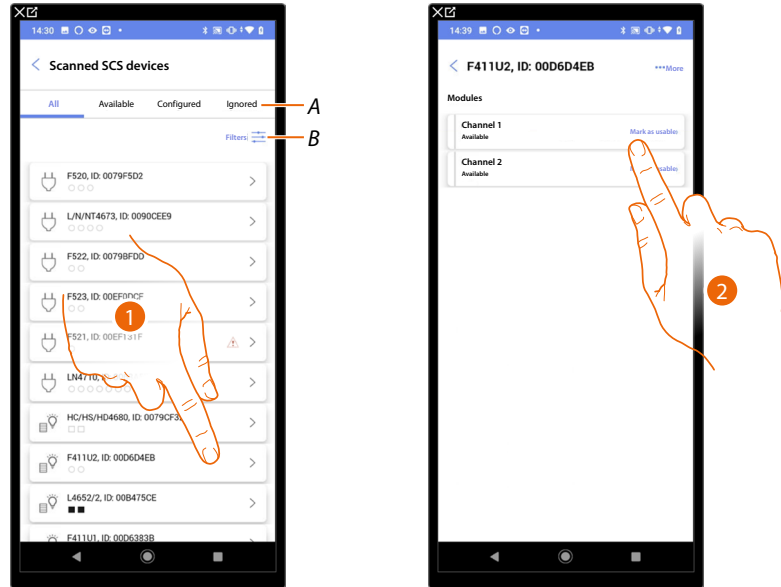 14:30
Scanned SCS devices
All Available Configured Ignored
A
Filters:
B
F520, ID: 0079F5D2
L/N/NT4673, ID: 0090CEE9
F522, ID: 0079BFDD
F523, ID: 00EF0DCF
F521, ID: 00EF131F
LN4710,
HC/HS/HD4680, ID: 0079CF3
F411U2, ID: 00D6D4EB
L4652/2, ID: 00B475CE
F411U1, ID: 00D6383B
1
14:39
F411U2, ID: 00D6D4EB
•••More
Modules
Channel 1
Available
Mark as usable
Channel 2
Available
usable
2